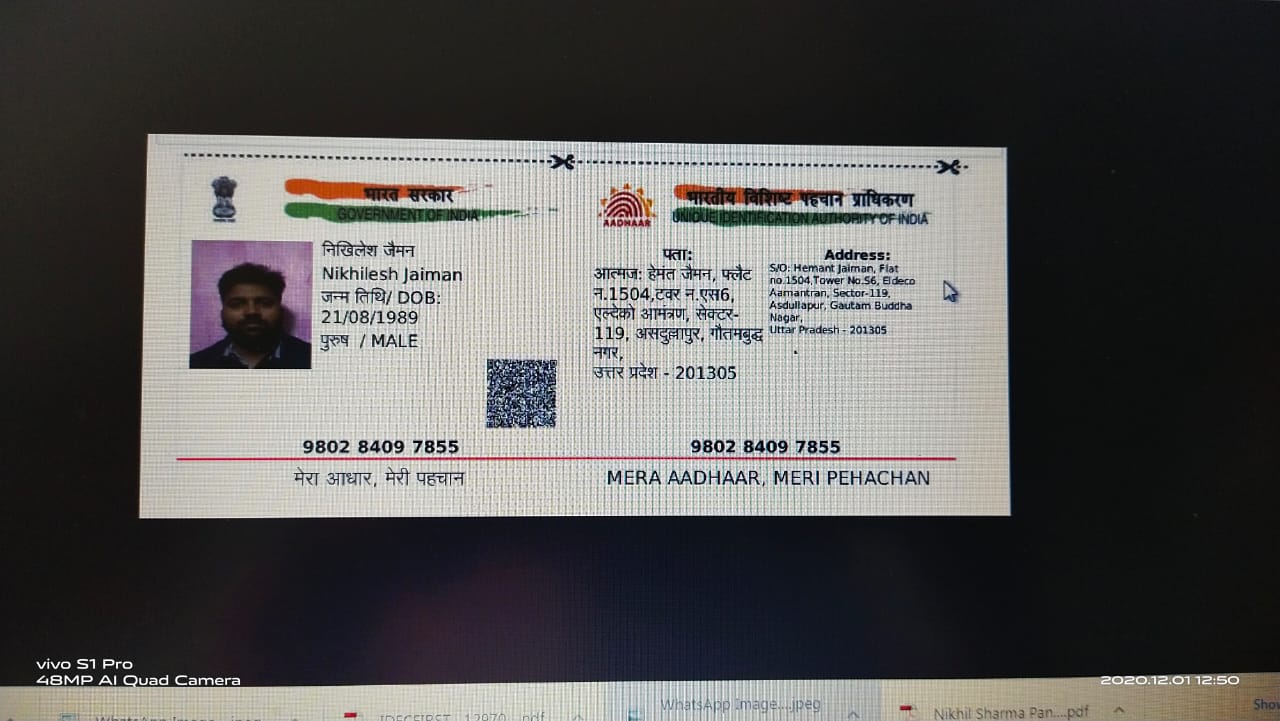 भारत सरकार
GOVERNMENT OF INDIA
निखिलेश जैमन
Nikhilesh Jaiman
जन्म तिथि/ DOB:
21/08/1989
पुरुष / MALE
9802 8409 7855
मेरा आधार, मेरी पहचान
AADHAAR
भारतीय विशिष्ट पहचान प्राधिकरण
UNIQUE IDENTIFICATION AUTHORITY OF INDIA
पता:
आत्मज: हेमंत जैमन, फ्लैट
न.1504,टवर न.एस6,
एल्देको आमंत्रण, सेक्टर-
119, असदुल्लापुर, गौतमबुद्ध
नगर,
उत्तर प्रदेश - 201305
Address:
S/O: Hemant Jaiman, Flat
no.1504,Tower No.S6, Eldeco
Aamantran, Sector-119,
Asdullapur, Gautam Buddha
Nagar,
Uttar Pradesh - 201305
9802 8409 7855
MERA AADHAAR, MERI PEHACHAN
vivo S1 Pro
48MP AI Quad Camera
2020.12.01 12:50
WhatsApp Image....jpeg
WhatsApp Image....jpeg
Nikhil Sharma Pan....pdf